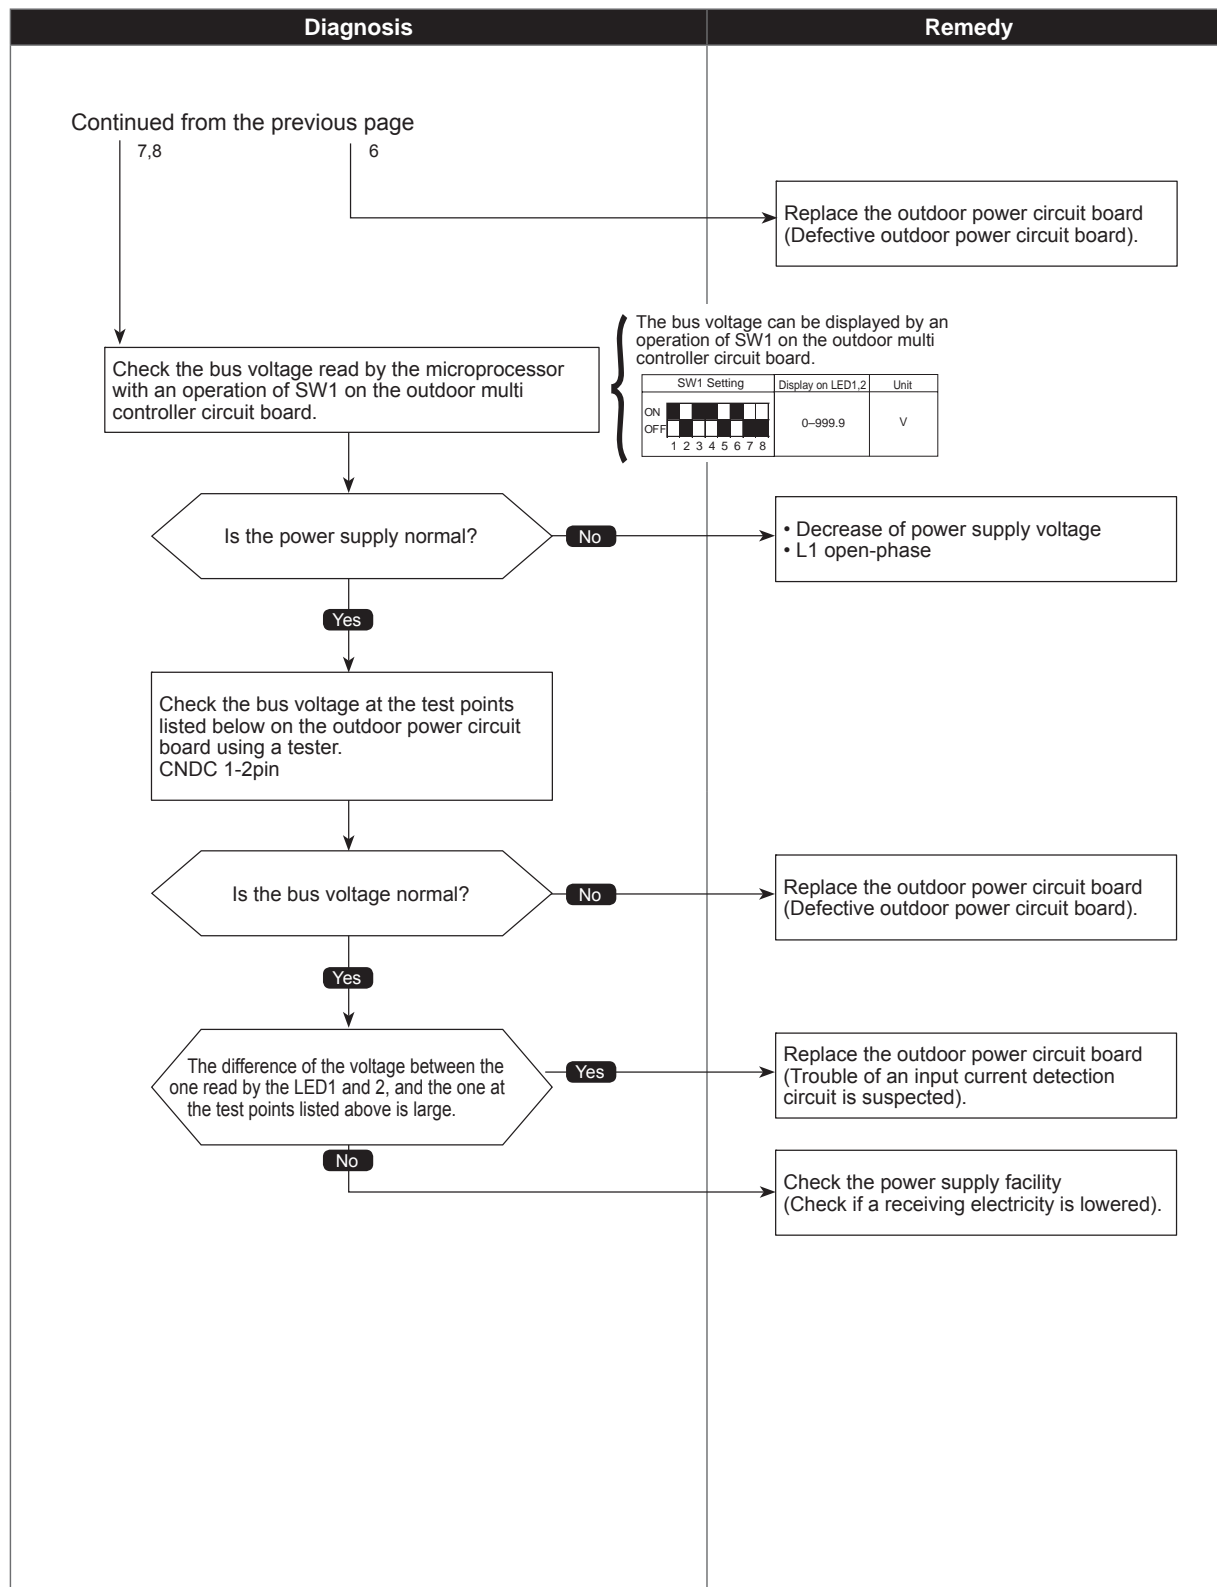 Diagnosis
Remedy
Continued from the previous page
7,8
6
Replace the outdoor power circuit board
(Defective outdoor power circuit board).
Check the bus voltage read by the microprocessor
with an operation of SW1 on the outdoor multi
controller circuit board.
The bus voltage can be displayed by an
operation of SW1 on the outdoor multi
controller circuit board.
SW1 Setting
Display on LED1,2
Unit
ON
OFF
1 2 3 4 5 6 7 8
0–999.9
V
Is the power supply normal?
No
• Decrease of power supply voltage
• L1 open-phase
Yes
Check the bus voltage at the test points
listed below on the outdoor power circuit
board using a tester.
CNDC 1-2pin
Is the bus voltage normal?
No
Replace the outdoor power circuit board
(Defective outdoor power circuit board).
Yes
The difference of the voltage between the
one read by the LED1 and 2, and the one at
the test points listed above is large.
Yes
Replace the outdoor power circuit board
(Trouble of an input current detection
circuit is suspected).
No
Check the power supply facility
(Check if a receiving electricity is lowered).